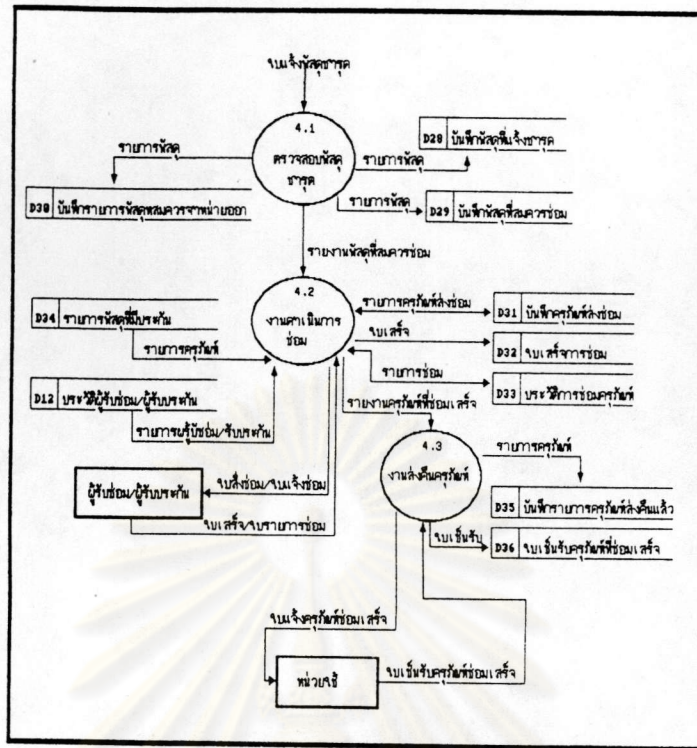 ใบแจ้งพัสดุชำรุด
4.1
ตรวจสอบพัสดุ
ชำรุด
รายการพัสดุ
รายการพัสดุ
D28 บันทึกพัสดุที่แจ้งชำรุด
D30 บันทึกรายการพัสดุที่สมควรจำหน่ายออก
รายการพัสดุ
D29 บันทึกพัสดุที่สมควรซ่อม
รายงานพัสดุที่สมควรซ่อม
4.2
งานดำเนินการ
ซ่อม
D34 รายการพัสดุที่มีประกัน
รายการครุภัณฑ์
รายการครุภัณฑ์ส่งซ่อม
D31 บันทึกครุภัณฑ์ส่งซ่อม
ใบเสร็จ
D32 ใบเสร็จการซ่อม
รายการซ่อม
D33 ประวัติการซ่อมครุภัณฑ์
D12 ประวัติผู้รับซ่อม/ผู้รับประกัน
รายการผู้รับซ่อม/รับประกัน
รายงานครุภัณฑ์ที่ซ่อมเสร็จ
4.3
งานส่งคืนครุภัณฑ์
รายการครุภัณฑ์
ผู้รับซ่อม/ผู้รับประกัน
ใบสั่งซ่อม/ใบแจ้งซ่อม
ใบเสร็จ/ใบรายการซ่อม
D35 บันทึกรายการครุภัณฑ์ส่งคืนแล้ว
ใบเซ็นรับ
D36 ใบเซ็นรับครุภัณฑ์ที่ซ่อมเสร็จ
ใบแจ้งครุภัณฑ์ซ่อมเสร็จ
หน่วยใช้
ใบเซ็นรับครุภัณฑ์ซ่อมเสร็จ